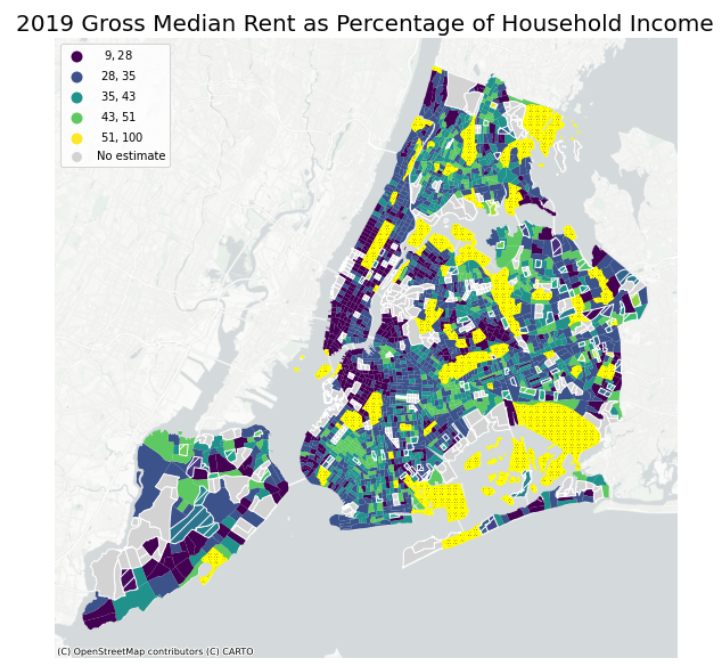 2019 Gross Median Rent as Percentage of Household Income
9, 28
28, 35
35, 43
43, 51
51, 100
No estimate
(C) OpenStreetMap contributors (C) CARTO